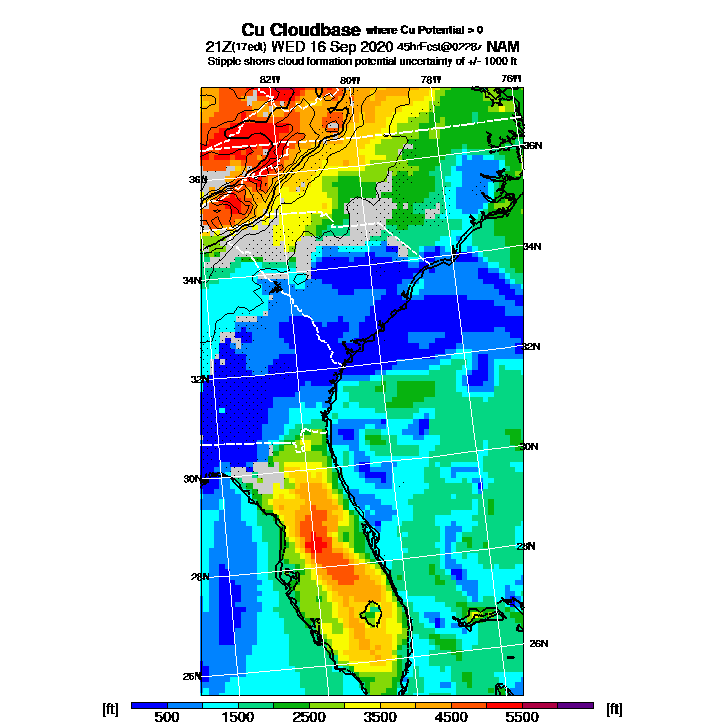 Cu Cloudbase where Cu Potential > 0
21Z(17edt) WED 16 Sep 2020 45hrFcst@0228z NAM
Stipple shows cloud formation potential uncertainty of +/- 1000 ft
82W 80W 78W 76W
36N
36N
34N
34N
32N
32N
30N
30N
28N
28N
26N
26N
[ft] 500 1500 2500 3500 4500 5500 [ft]